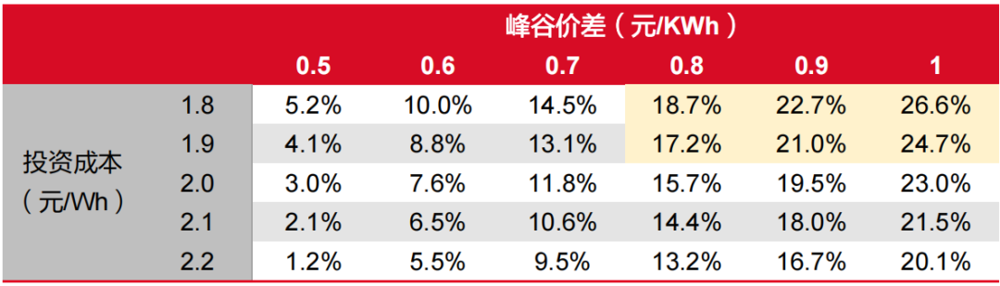 峰谷价差（元/KWh）
0.5 0.6 0.7 0.8 0.9 1
投资成本
（元/Wh）
1.8 5.2% 10.0% 14.5% 18.7% 22.7% 26.6%
1.9 4.1% 8.8% 13.1% 17.2% 21.0% 24.7%
2.0 3.0% 7.6% 11.8% 15.7% 19.5% 23.0%
2.1 2.1% 6.5% 10.6% 14.4% 18.0% 21.5%
2.2 1.2% 5.5% 9.5% 13.2% 16.7% 20.1%